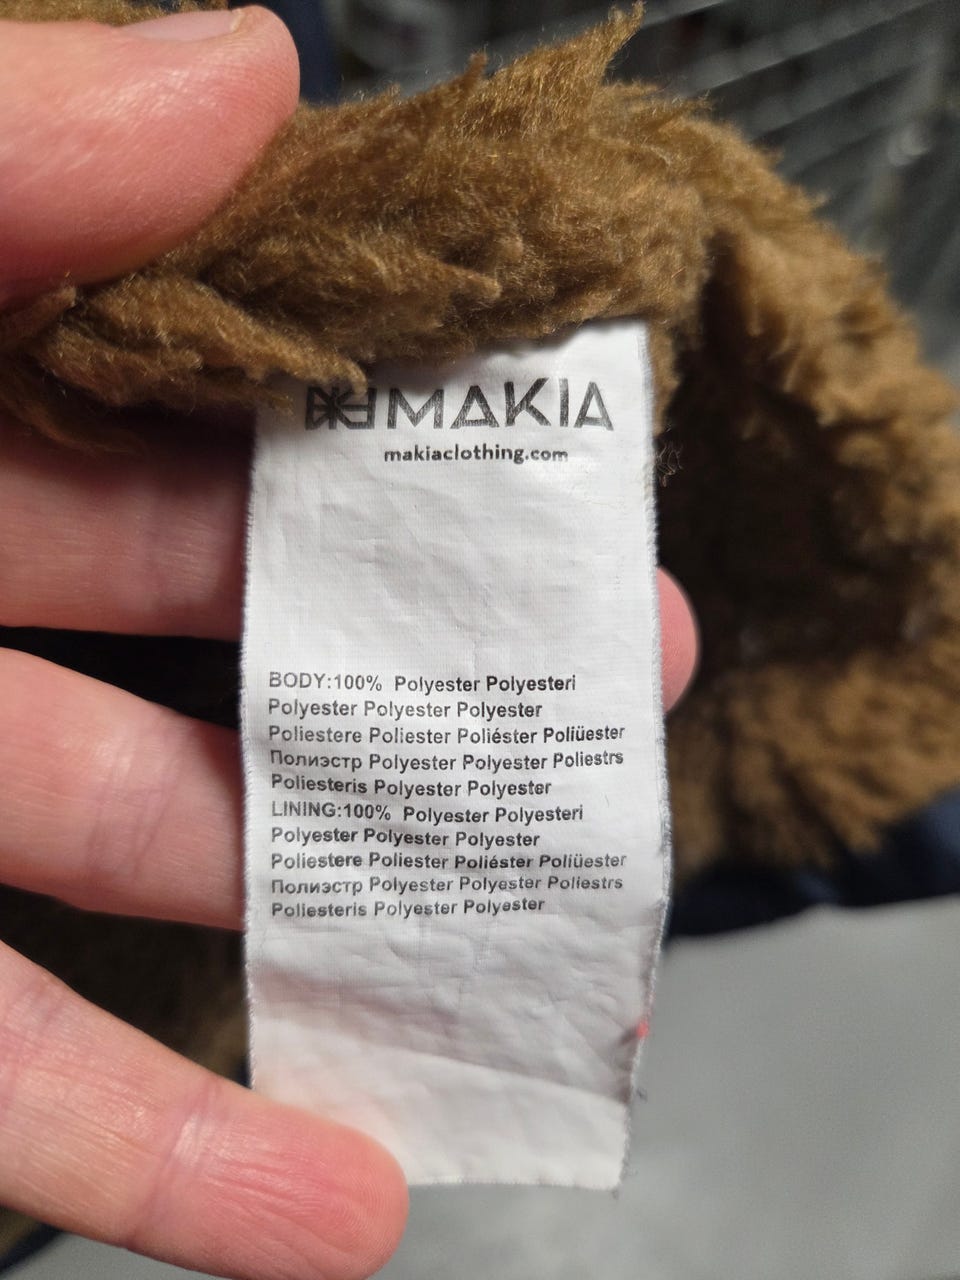 MAKIA
makiaclothing.com
BODY:100% Polyester Polyesteri
Polyester Polyester Polyester
Poliestere Poliester Poliéster Poliüester
Полиэстр Polyester Polyester Poliestrs
Poliesteris Polyester Polyester
LINING:100% Polyester Polyesteri
Polyester Polyester Polyester
Poliestere Poliester Poliéster Poliüester
Полиэстр Polyester Polyester Poliestrs
Poliesteris Polyester Polyester